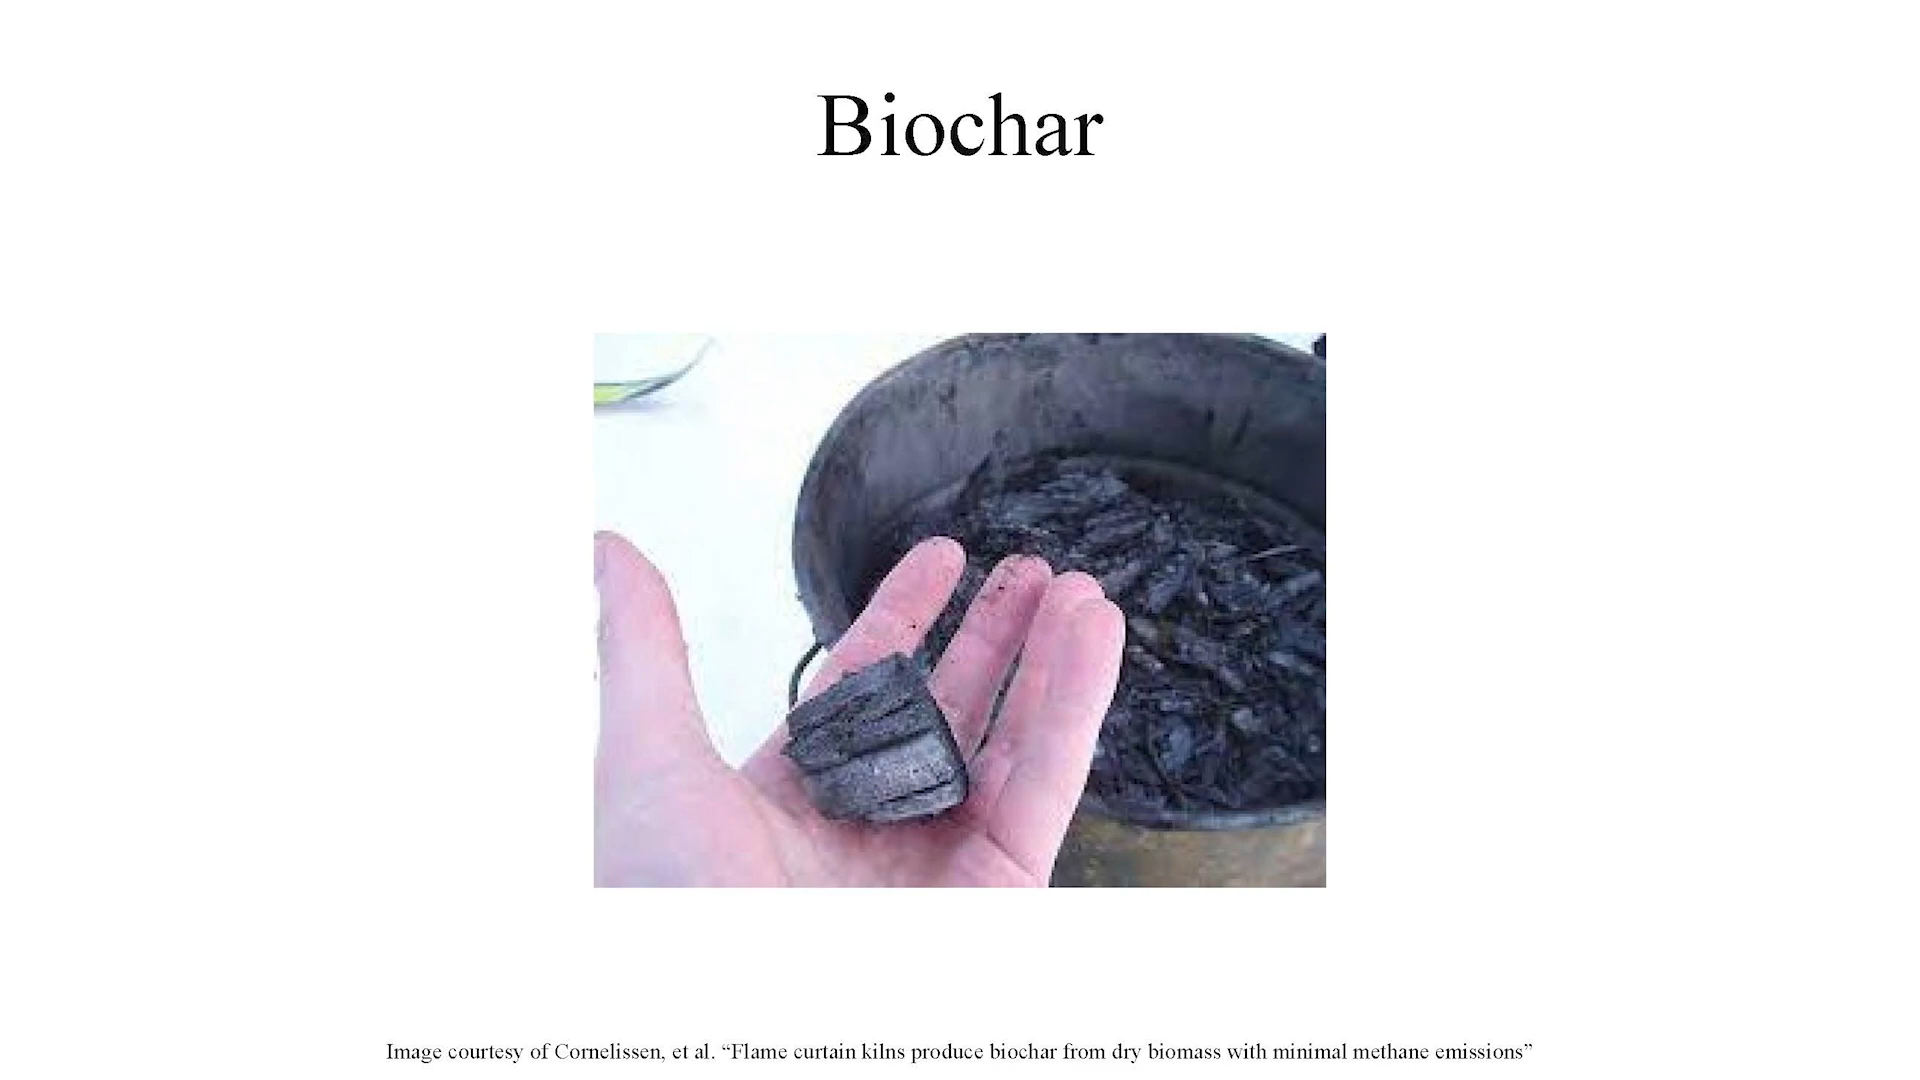 Biochar
Image courtesy of Cornelissen, et al. “Flame curtain kilns produce biochar from dry biomass with minimal methane emissions”